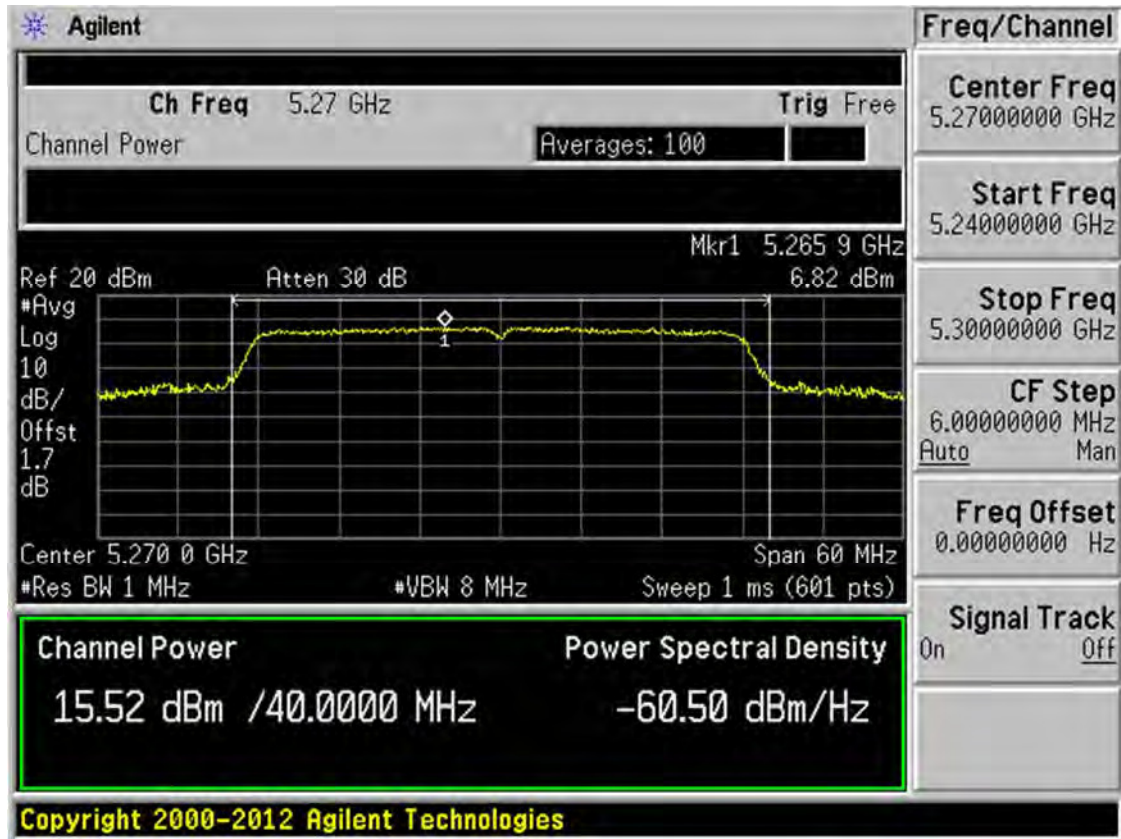 Agilent
Freq/Channel
Ch Freq 5.27 GHz Trig Free
Channel Power Averages: 100
Mkr1 5.265 9 GHz
Ref 20 dBm Atten 30 dB 6.82 dBm
#Avg
Log
10
dB/
Offst
1.7
dB
1
Center 5.270 0 GHz Span 60 MHz
#Res BW 1 MHz #VBW 8 MHz Sweep 1 ms (601 pts)
Channel Power Power Spectral Density
15.52 dBm /40.0000 MHz -60.50 dBm/Hz
Center Freq
5.27000000 GHz
Start Freq
5.24000000 GHz
Stop Freq
5.30000000 GHz
CF Step
6.00000000 MHz
Auto Man
Freq Offset
0.00000000 Hz
Signal Track
On Off
Copyright 2000-2012 Agilent Technologies